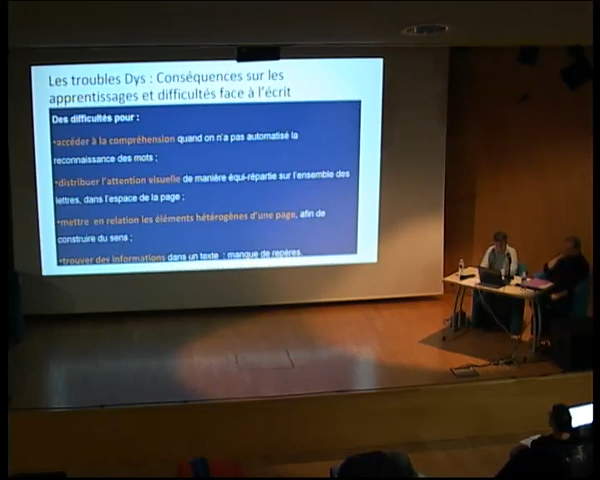 Les troubles Dys : Conséquences sur les
apprentissages et difficultés face à l'écrit
Des difficultés pour :
•accéder à la compréhension quand on n'a pas automatisé la
reconnaissance des mots ;
•distribuer l'attention visuelle de manière équi-répartie sur l'ensemble des
lettres, dans l'espace de la page ;
•mettre en relation les éléments hétérogènes d'une page, afin de
construire du sens ;
•trouver des informations dans un texte : manque de repères.